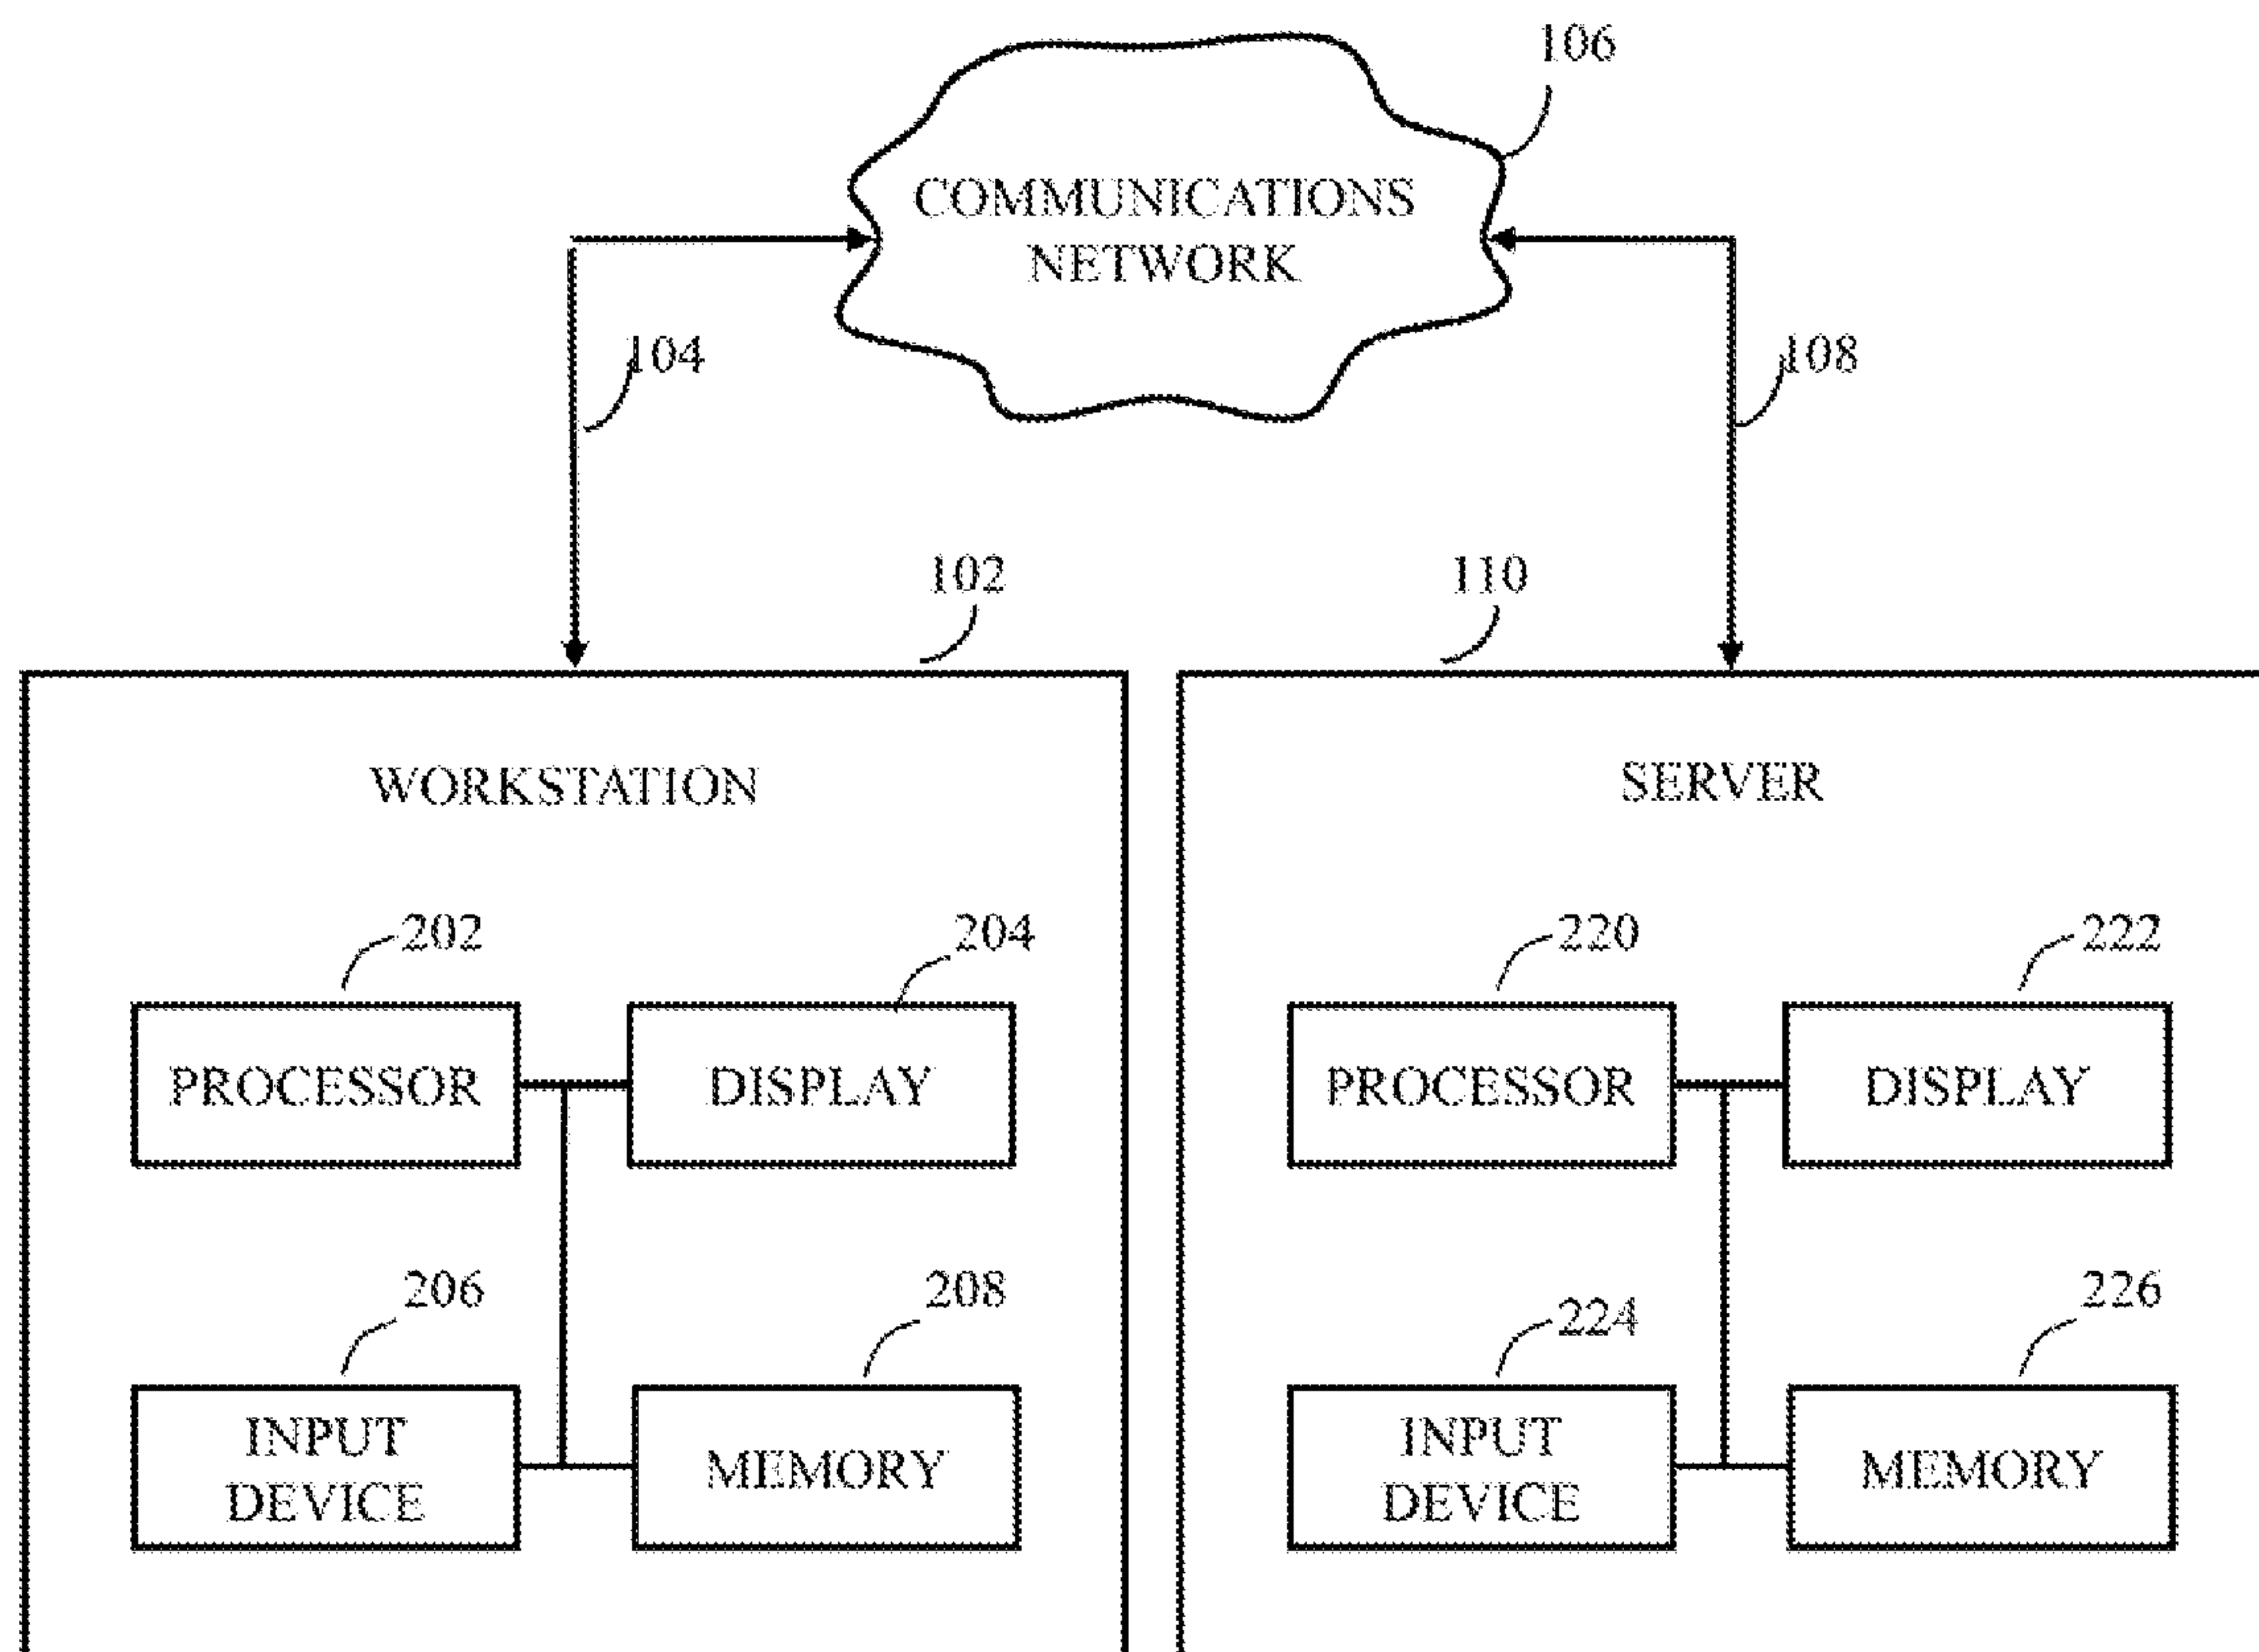 106
COMMUNICATIONS
NETWORK
104
108
102
110
WORKSTATION
SERVER
202
204
220
222
PROCESSOR
DISPLAY
PROCESSOR
DISPLAY
206
208
224
226
INPUT
DEVICE
MEMORY
INPUT
DEVICE
MEMORY